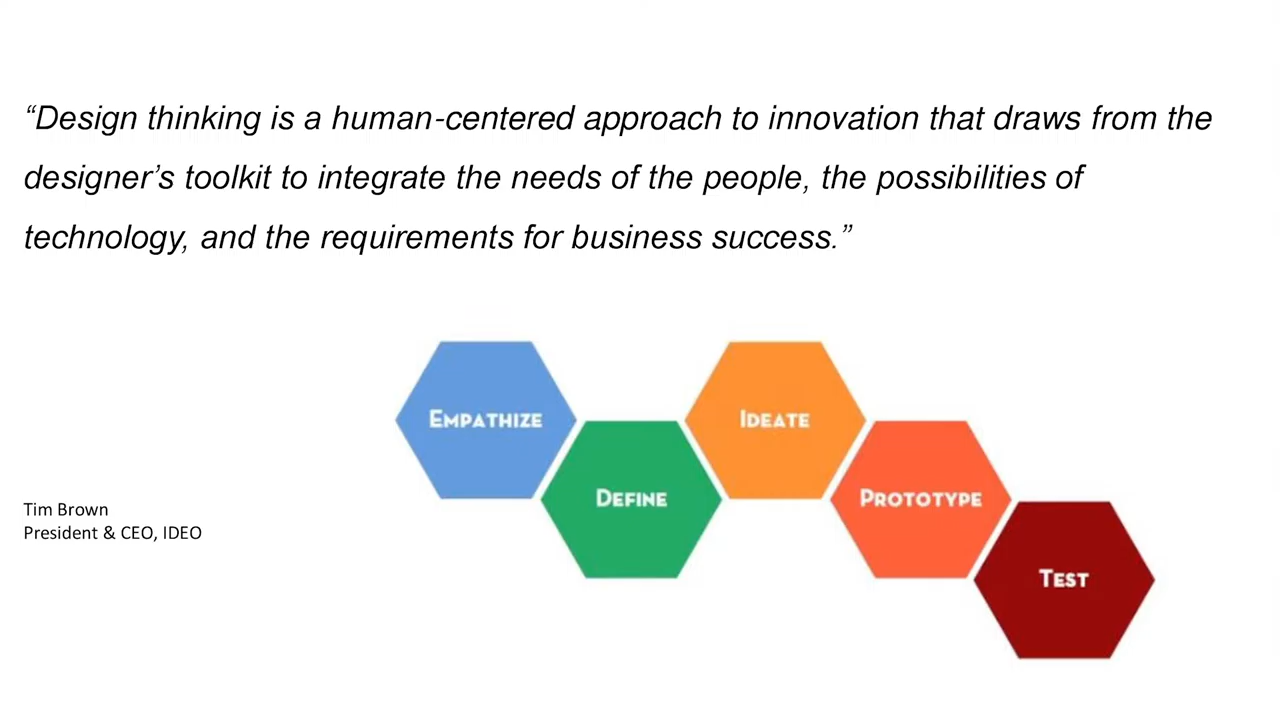 “Design thinking is a human-centered approach to innovation that draws from the
designer’s toolkit to integrate the needs of the people, the possibilities of
technology, and the requirements for business success.”
EMPATHIZE
IDEATE
DEFINE
PROTOTYPE
TEST
Tim Brown
President & CEO, IDEO